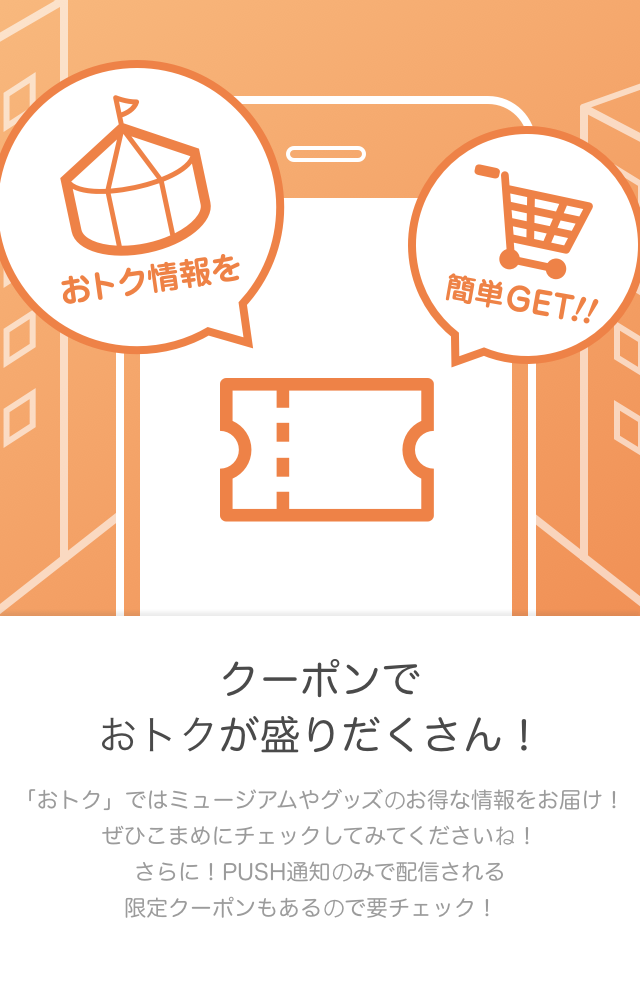 おトク情報を
簡単GET!!
クーポンで
おトクが盛りだくさん！
「おトク」ではミュージアムやグッズのお得な情報をお届け！
ぜひこまめにチェックしてみてくださいね！
さらに！PUSH通知のみで配信される
限定クーポンもあるので要チェック！